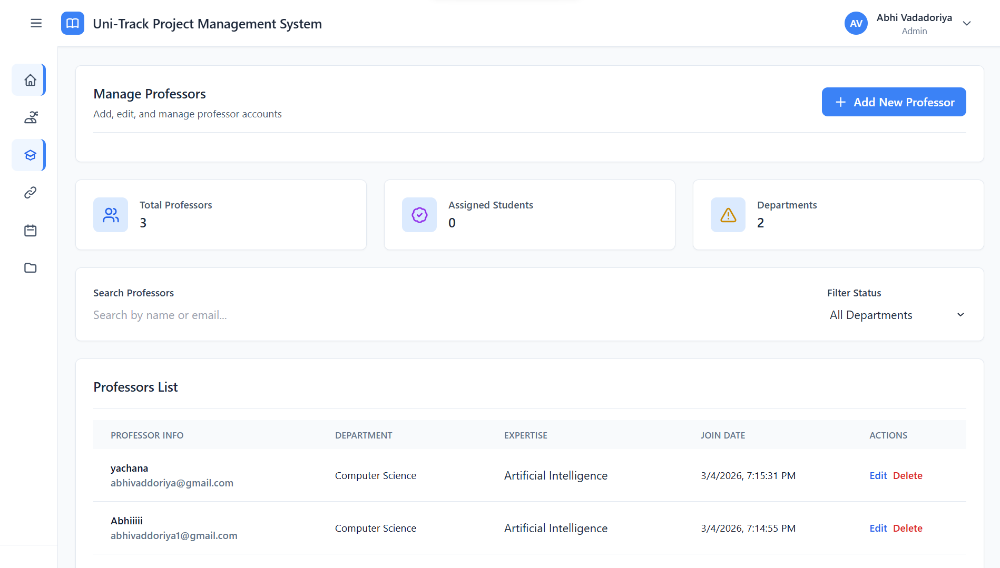 Uni-Track Project Management System
AV
Abhi Vadadoriya
Admin
Manage Professors
Add, edit, and manage professor accounts
Add New Professor
Total Professors
3
Assigned Students
0
Departments
2
Search Professors
Search by name or email...
Filter Status
All Departments
Professors List
PROFESSOR INFO DEPARTMENT EXPERTISE JOIN DATE ACTIONS
yachana
abhivaddoriya@gmail.com
Computer Science Artificial Intelligence 3/4/2026, 7:15:31 PM Edit Delete
Abhiiiii
abhivaddoriya1@gmail.com
Computer Science Artificial Intelligence 3/4/2026, 7:14:55 PM Edit Delete